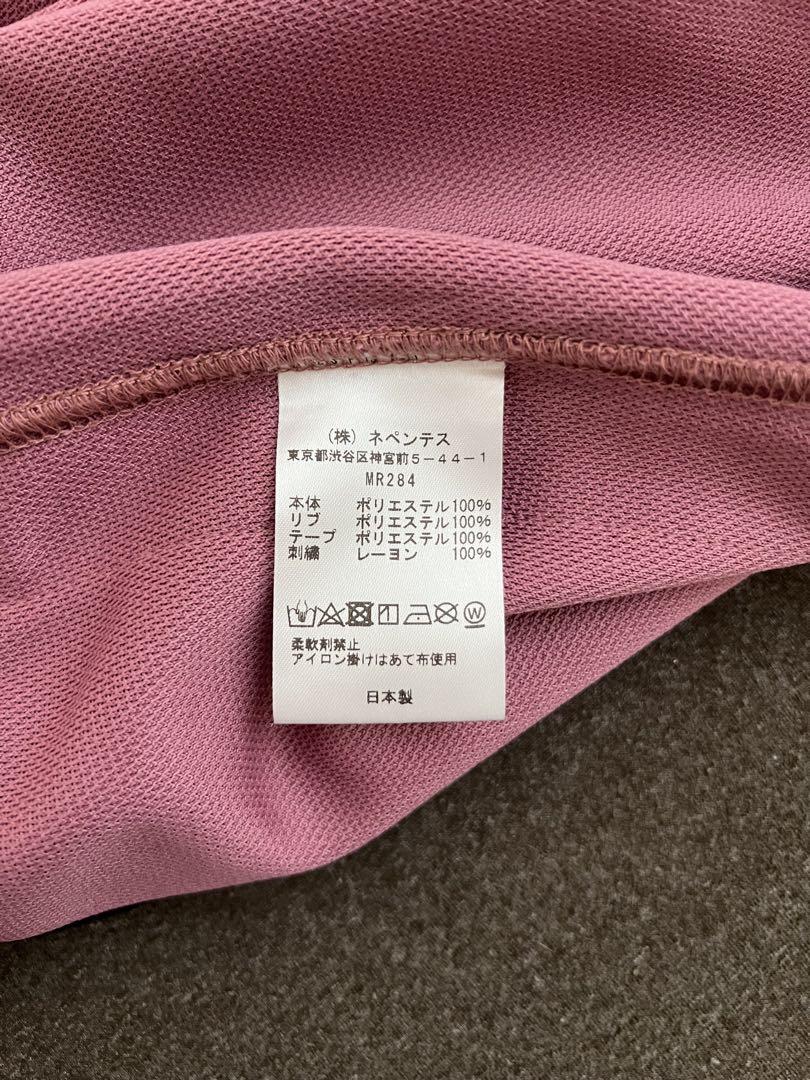 （株）ネペンテス
東京都渋谷区神宮前5－44－1
MR284
本体 ポリエステル100%
リブ ポリエステル100%
テープ ポリエステル100%
刺繍 レーヨン 100%
W
柔軟剤禁止
アイロン掛けはあて布使用
日本製